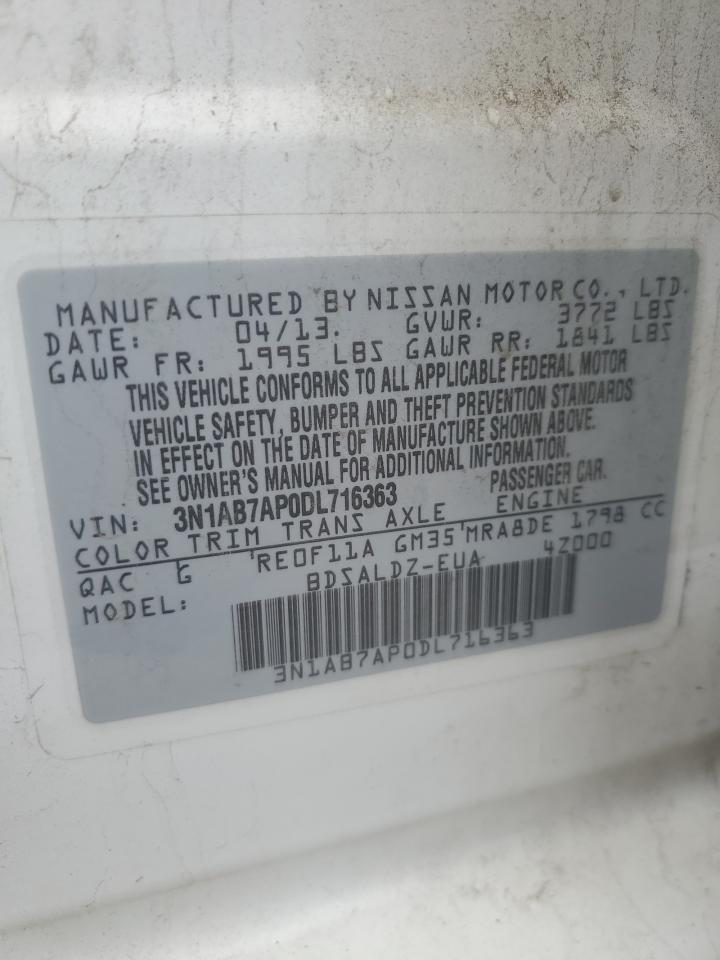 MANUFACTURED BY NISSAN MOTOR CO., LTD.
DATE: 04/13. GVWR: 3772 LBS
GAWR FR: 1995 LBS GAWR RR: 1841 LBS
THIS VEHICLE CONFORMS TO ALL APPLICABLE FEDERAL MOTOR
VEHICLE SAFETY, BUMPER AND THEFT PREVENTION STANDARDS
IN EFFECT ON THE DATE OF MANUFACTURE SHOWN ABOVE.
SEE OWNER'S MANUAL FOR ADDITIONAL INFORMATION.
VIN: 3N1AB7AP0DL716363 PASSENGER CAR.
COLOR TRIM TRANS AXLE ENGINE
QAC G RE0F11A GM35 MRA8DE 1798 CC
MODEL: BDSALDZ-EUA 4Z000
3N1AB7AP0DL716363